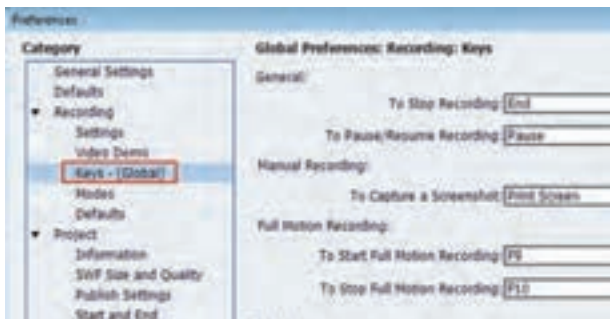 Preferences
Category
General Settings
Defaults
Recording
Settings
Video Demo
Keys - (Global)
Modes
Defaults
Project
Information
SWF Size and Quality
Publish Settings
Start and End
Global Preferences: Recording: Keys
General:
To Stop Recording: End
To Pause/Resume Recording: Pause
Manual Recording:
To Capture a Screenshot: Print Screen
Full Motion Recording:
To Start Full Motion Recording: F9
To Stop Full Motion Recording: F10